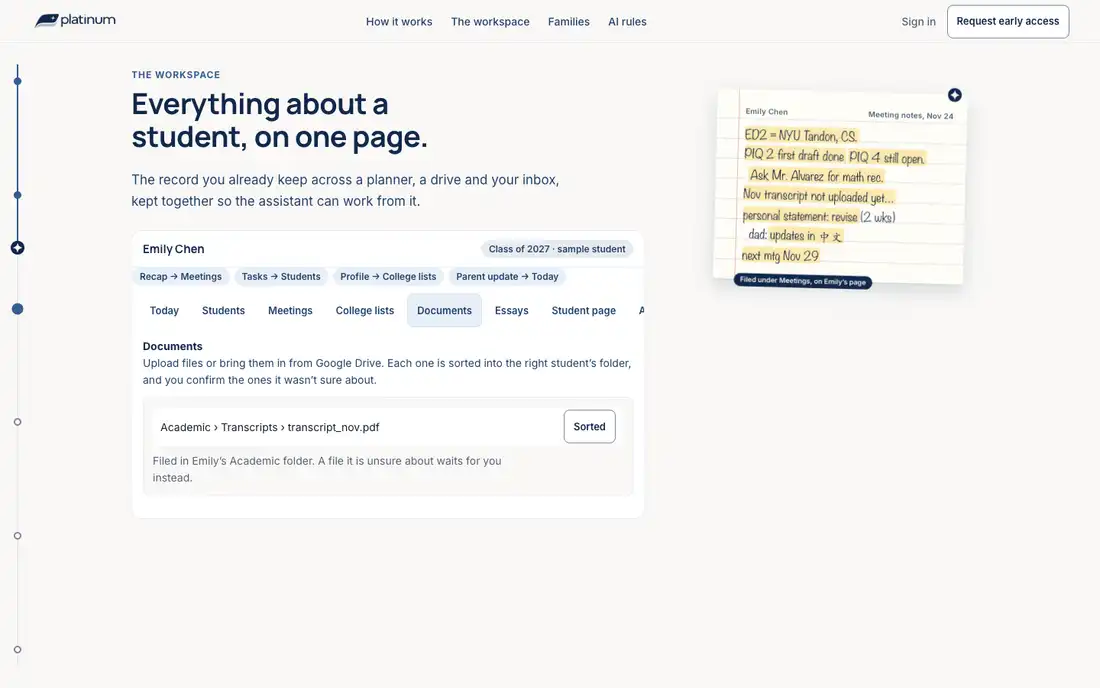 platinum
How it works
The workspace
Families
AI rules
Sign in
Request early access
THE WORKSPACE
Everything about a
student, on one page.
The record you already keep across a planner, a drive and your inbox,
kept together so the assistant can work from it.
Emily Chen
Class of 2027 · sample student
Recap → Meetings
Tasks → Students
Profile → College lists
Parent update → Today
Today
Students
Meetings
College lists
Documents
Essays
Student page
A
Documents
Upload files or bring them in from Google Drive. Each one is sorted into the right student's folder,
and you confirm the ones it wasn't sure about.
Academic › Transcripts › transcript_nov.pdf
Sorted
Filed in Emily's Academic folder. A file it is unsure about waits for you
instead.
Emily Chen
Meeting notes, Nov 24
ED2 = NYU Tandon, CS.
PIQ 2 first draft done PIQ 4 still open.
Ask Mr. Alvarez for math rec.
Nov transcript not uploaded yet...
personal statement: revise (2 wks)
dad: updates in 中文
next mtg Nov 29
Filed under Meetings, on Emily's page